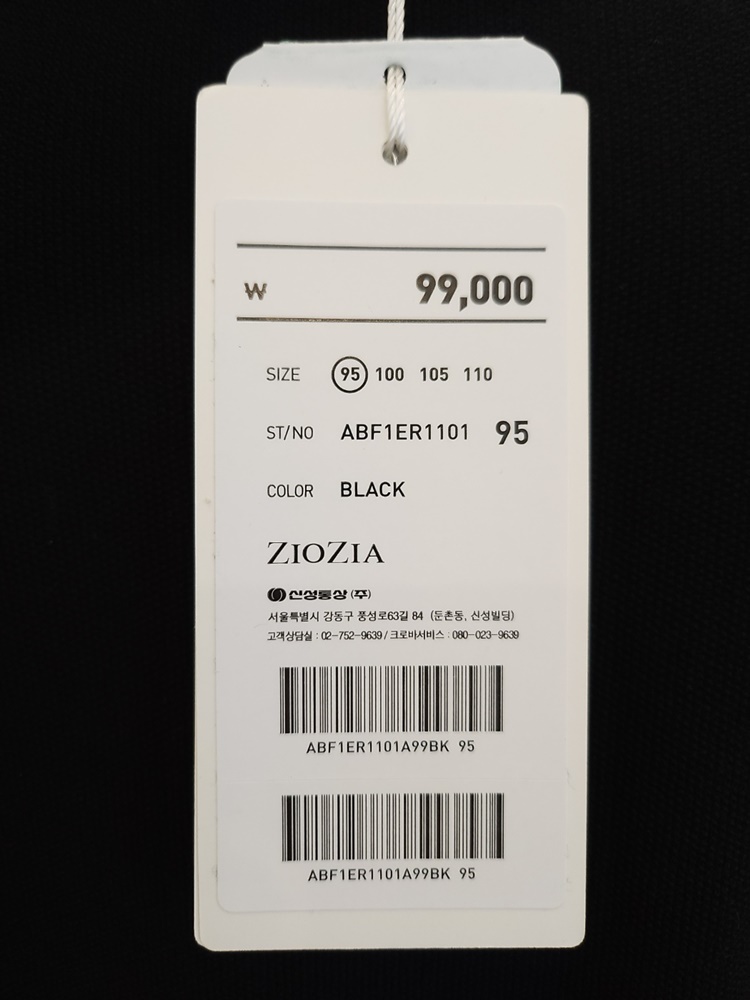 ₩ 99,000
SIZE 95 100 105 110
ST/NO ABF1ER1101 95
COLOR BLACK
ZIOZIA
신성통상 (주)
서울특별시 강동구 풍성로63길 84 (둔촌동, 신성빌딩)
고객상담실 : 02-752-9639 / 크로바서비스 : 080-023-9639
ABF1ER1101A99BK 95
ABF1ER1101A99BK 95